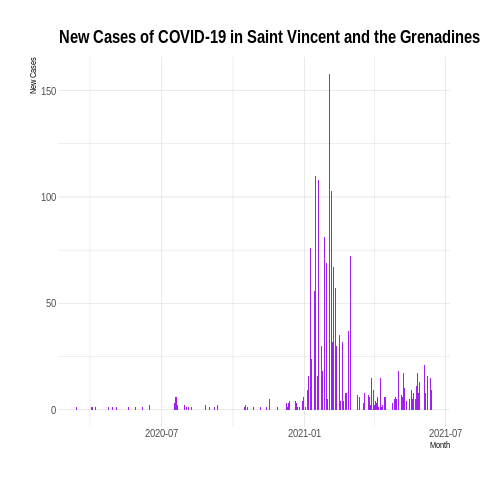 New Cases of COVID-19 in Saint Vincent and the Grenadines
New Cases
150
100
50
0
2020-07
2021-01
2021-07
Month